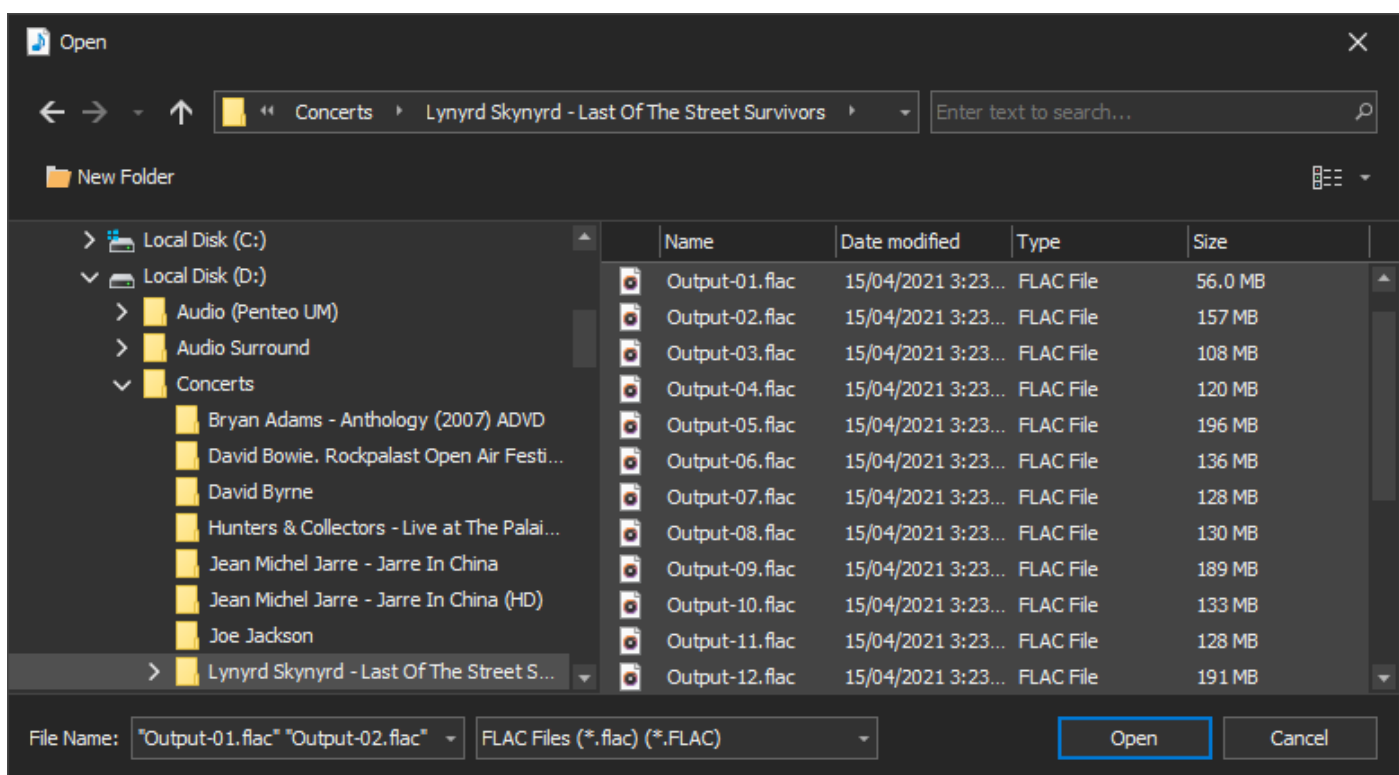 Open
Concerts Lynyrd Skynyrd - Last Of The Street Survivors Enter text to search...
New Folder
Local Disk (C:)
Local Disk (D:)
Audio (Penteo UM)
Audio Surround
Concerts
Bryan Adams - Anthology (2007) ADVD
David Bowie. Rockpalast Open Air Festi...
David Byrne
Hunters & Collectors - Live at The Palai...
Jean Michel Jarre - Jarre In China
Jean Michel Jarre - Jarre In China (HD)
Joe Jackson
Lynyrd Skynyrd - Last Of The Street S...
Name Date modified Type Size
Output-01.flac 15/04/2021 3:23... FLAC File 56.0 MB
Output-02.flac 15/04/2021 3:23... FLAC File 157 MB
Output-03.flac 15/04/2021 3:23... FLAC File 108 MB
Output-04.flac 15/04/2021 3:23... FLAC File 120 MB
Output-05.flac 15/04/2021 3:23... FLAC File 196 MB
Output-06.flac 15/04/2021 3:23... FLAC File 136 MB
Output-07.flac 15/04/2021 3:23... FLAC File 128 MB
Output-08.flac 15/04/2021 3:23... FLAC File 130 MB
Output-09.flac 15/04/2021 3:23... FLAC File 189 MB
Output-10.flac 15/04/2021 3:23... FLAC File 133 MB
Output-11.flac 15/04/2021 3:23... FLAC File 128 MB
Output-12.flac 15/04/2021 3:23... FLAC File 191 MB
File Name: "Output-01.flac" "Output-02.flac" FLAC Files (*.flac) (*.FLAC) Open Cancel